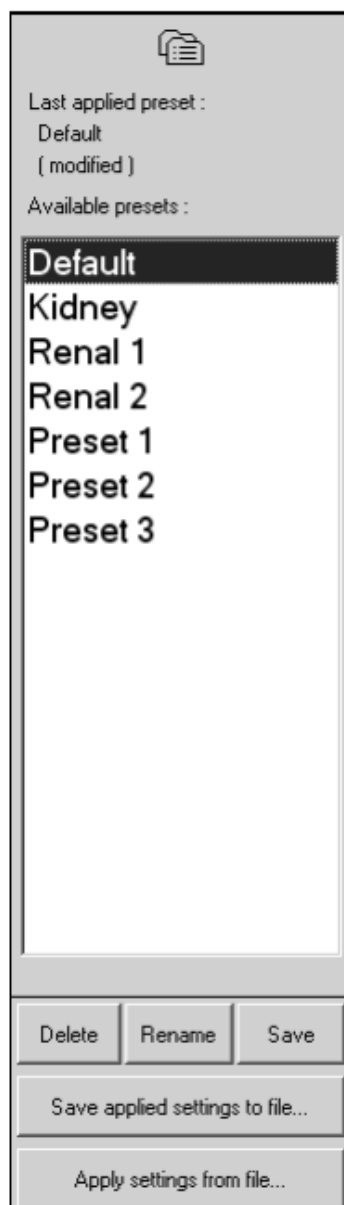 Last applied preset :
Default
( modified )
Available presets :
Default
Kidney
Renal 1
Renal 2
Preset 1
Preset 2
Preset 3
Delete Rename Save
Save applied settings to file...
Apply settings from file...